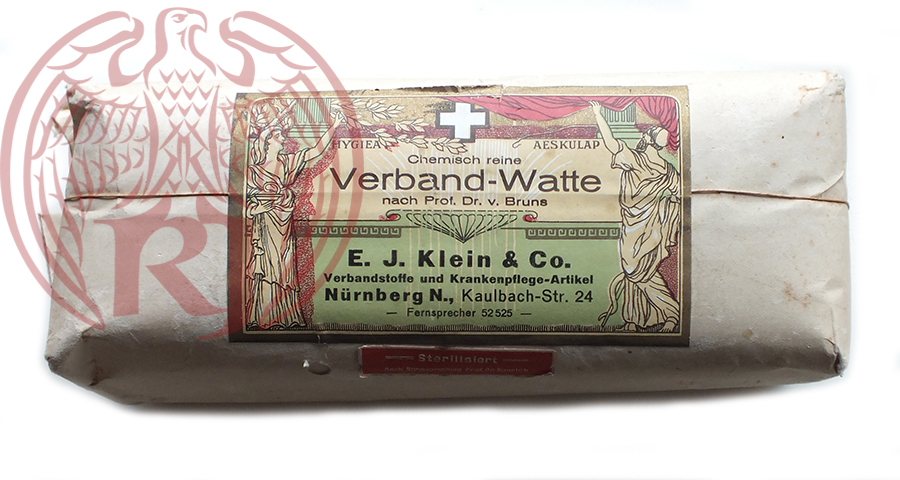 HYGIEA
AESKULAP
Chemisch reine
Verband-Watte
nach Prof. Dr. v. Bruns
E. J. Klein & Co.
Verbandstoffe und Krankenpflege-Artikel
Nürnberg N., Kaulbach-Str. 24
— Fernsprecher 52525 —
Sterilisiert
R